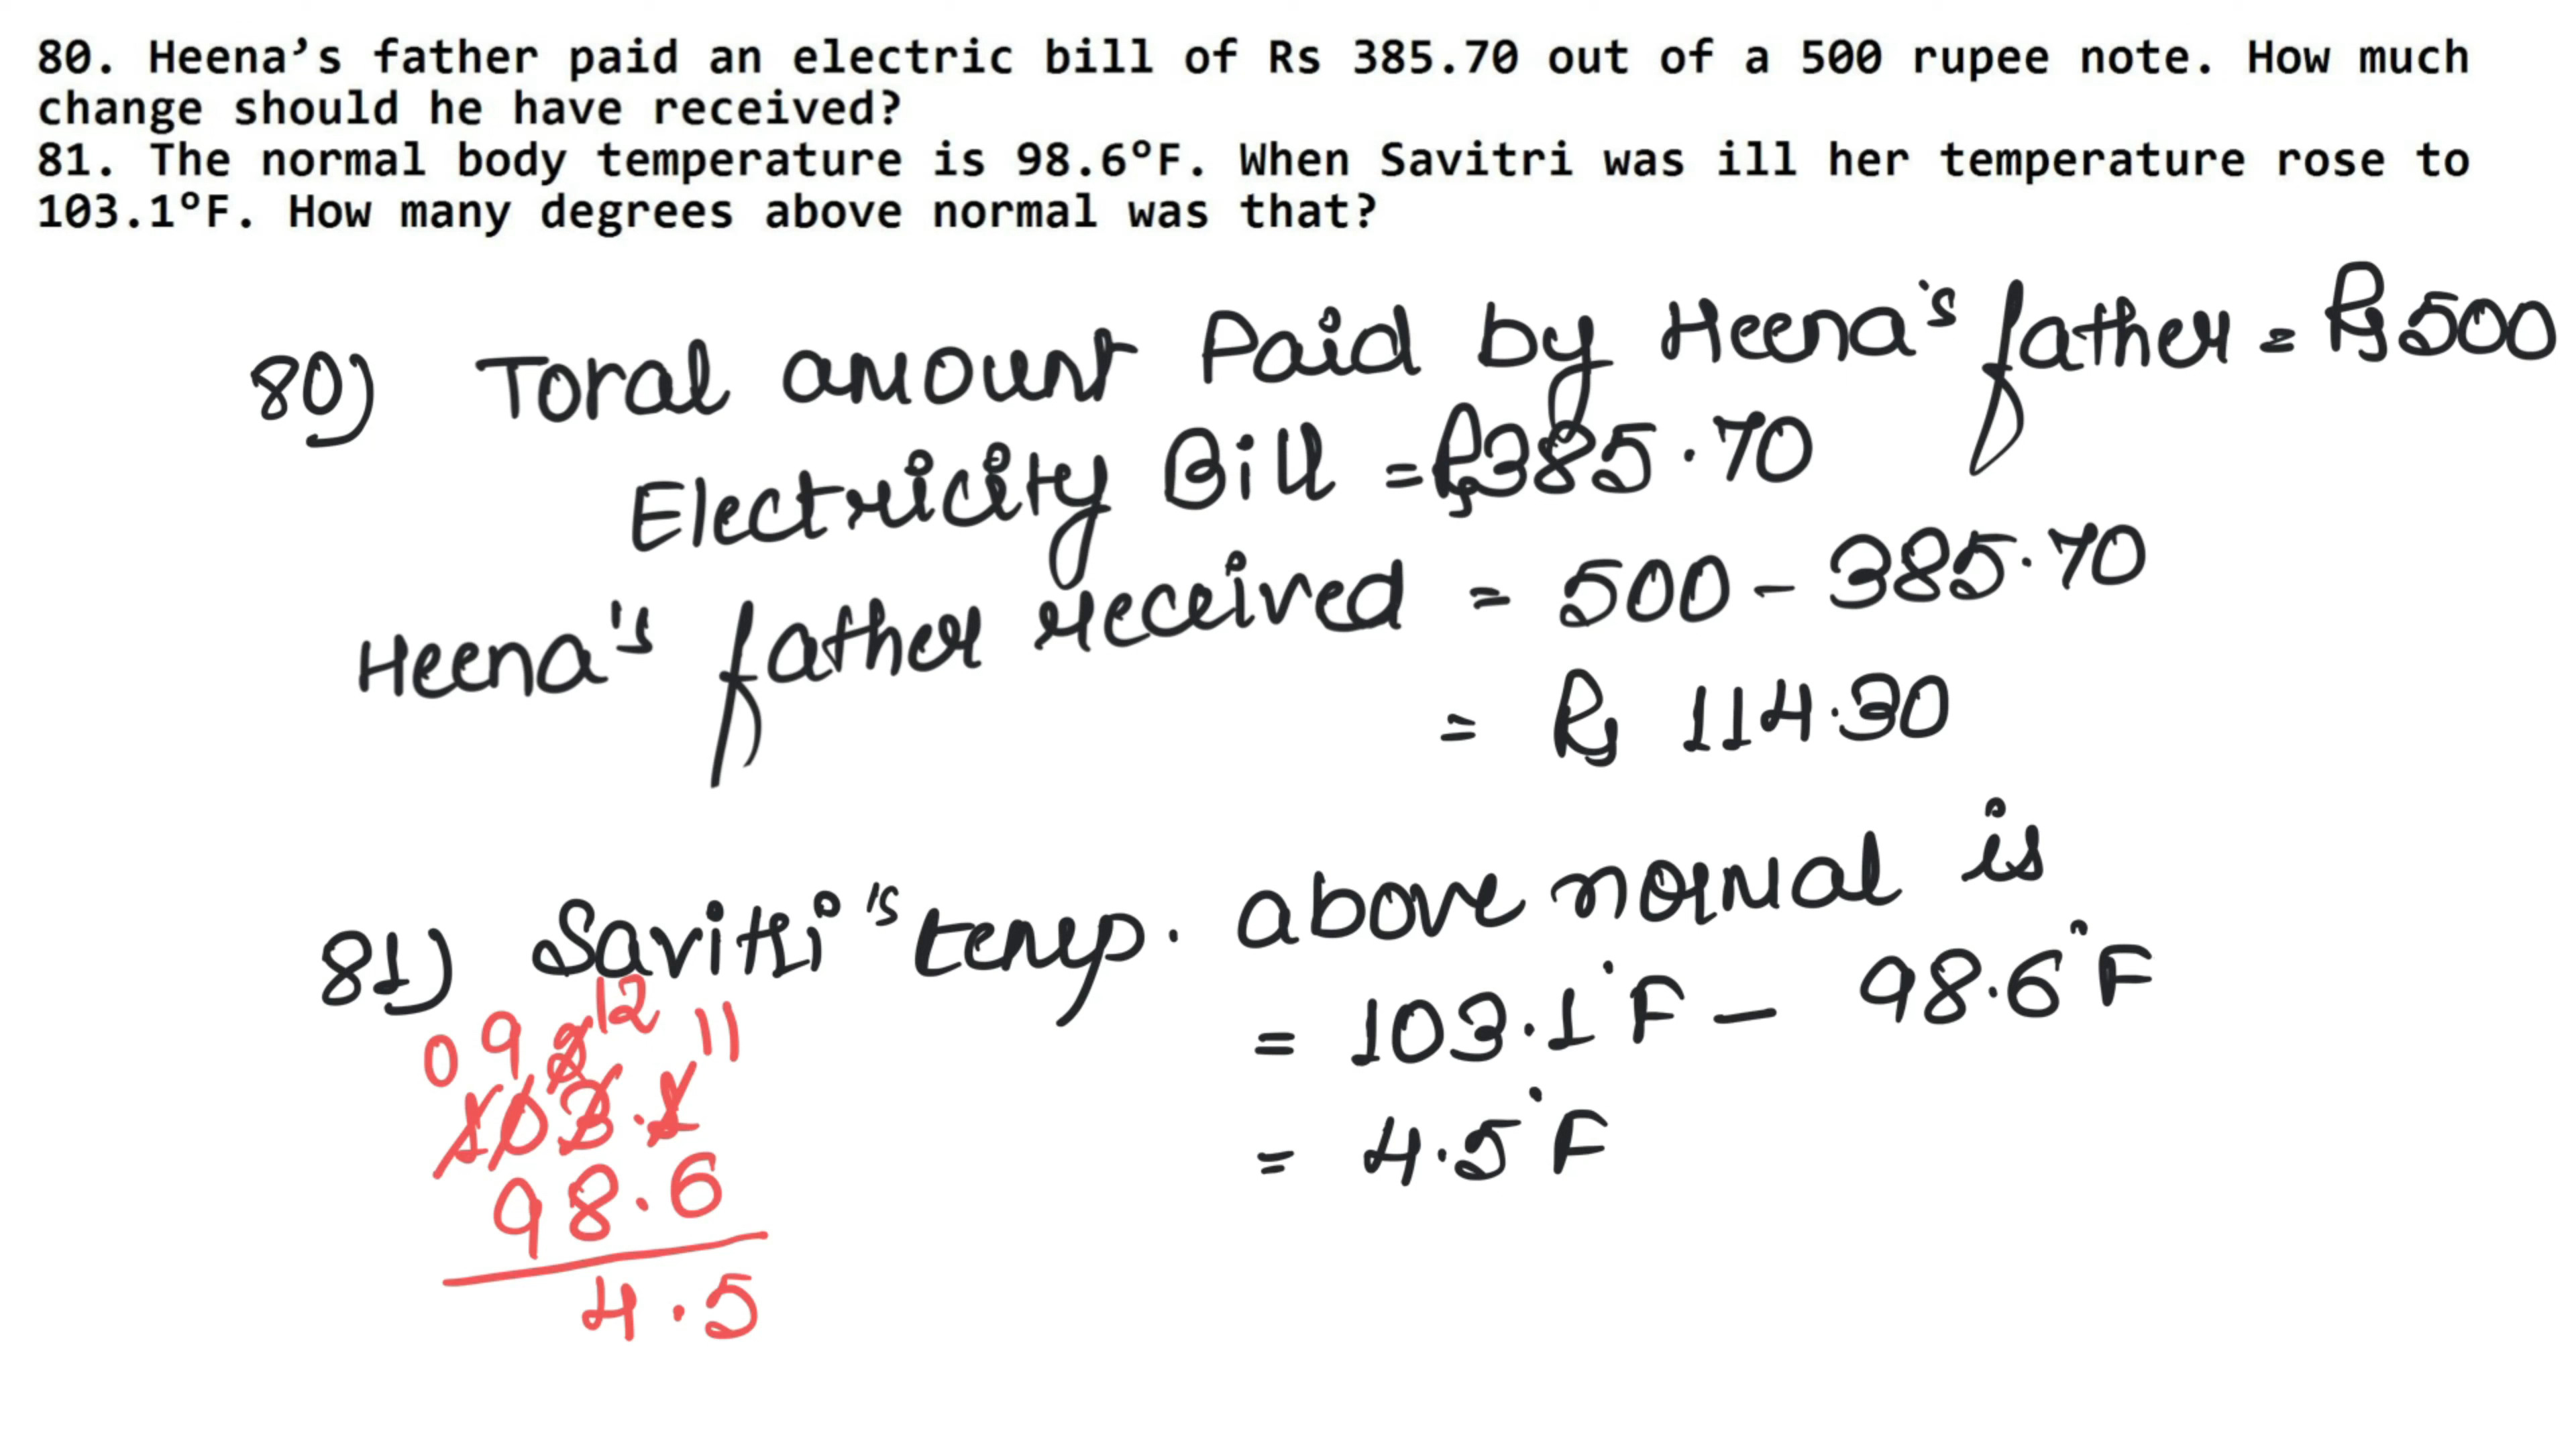 80. Heena’s father paid an electric bill of Rs 385.70 out of a 500 rupee note. How much
change should he have received?
81. The normal body temperature is 98.6°F. When Savitri was ill her temperature rose to
103.1°F. How many degrees above normal was that?
80) Toral amount Paid by Heena's father = Rs 500
Electricity Bill = Rs 385.70
Heena's father received = 500 - 385.70
= Rs 114.30
81) Savitri's temp. above normal is
= 103.1°F - 98.6°F
= 4.5°F
0 9 2 12 11
103.1
98.6
4.5